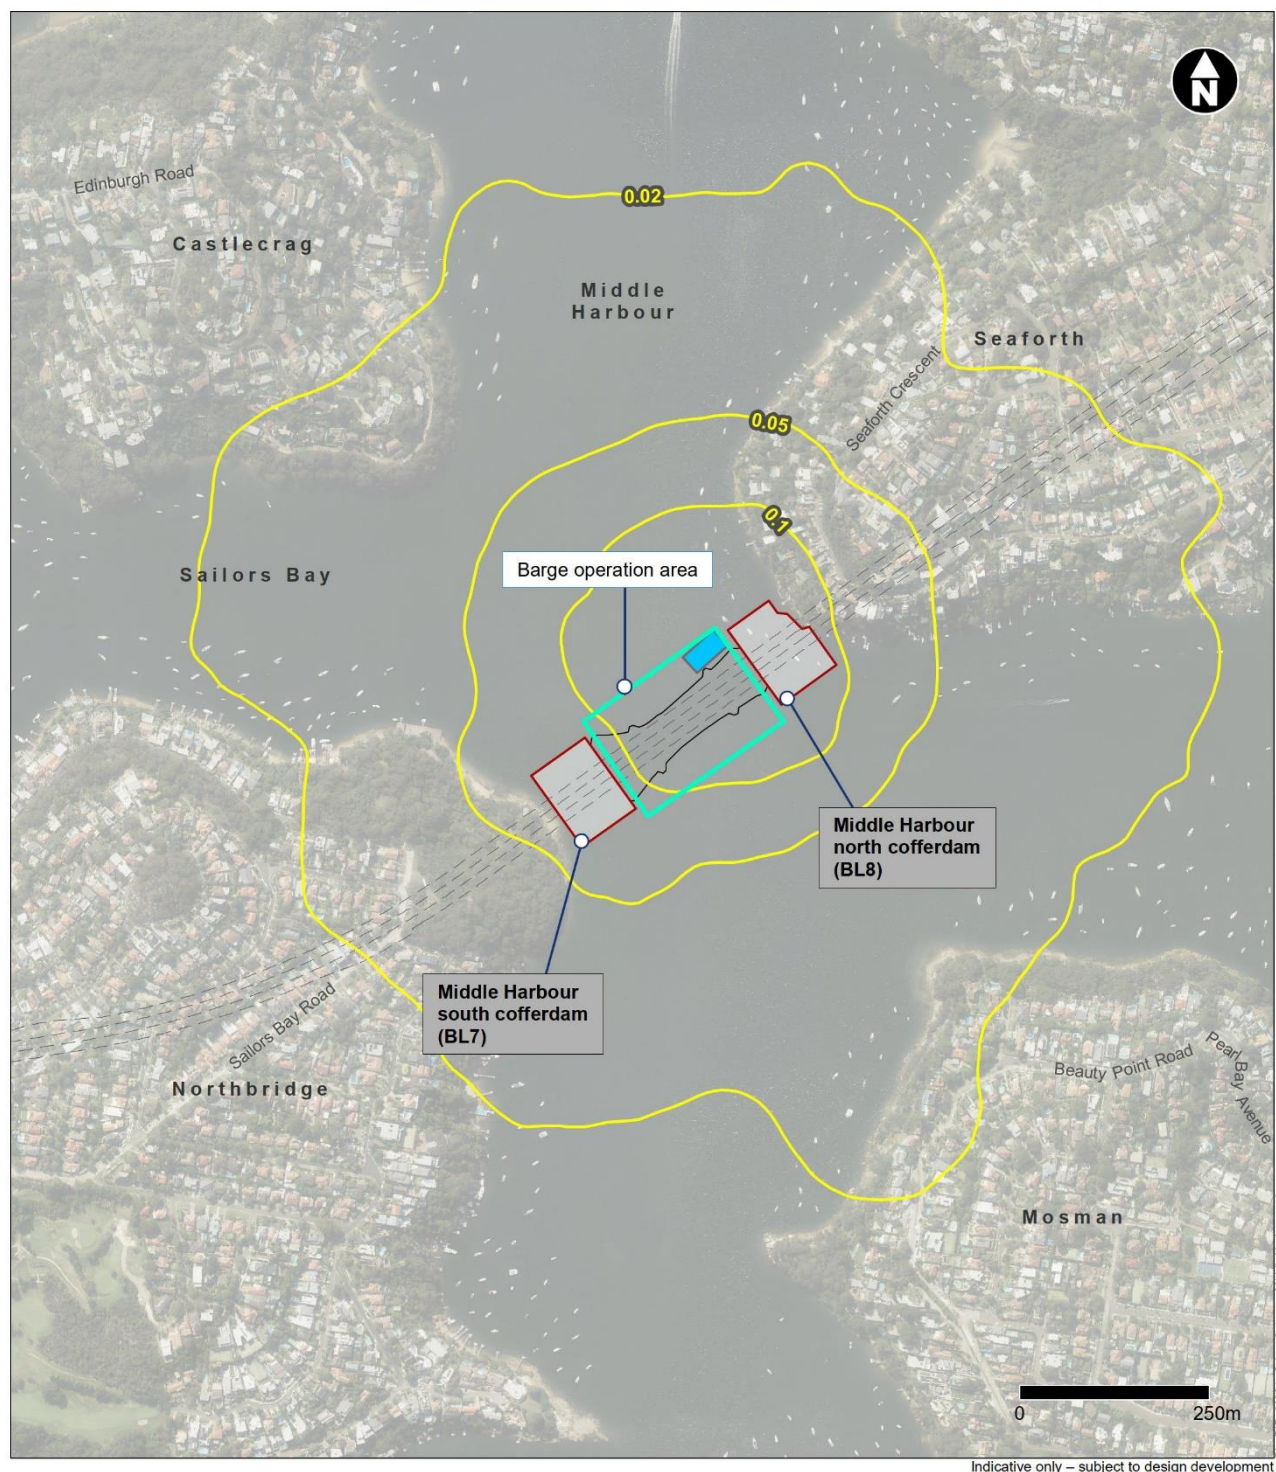 N
Edinburgh Road
0.02
Castlecrag
Middle
Harbour
Seaforth
Seaforth Crescent
0.05
0.1
Barge operation area
Sailors Bay
Middle Harbour
north cofferdam
(BL8)
Middle Harbour
south cofferdam
(BL7)
Sailors Bay Road
Northbridge
Beauty Point Road
Pearl Bay Avenue
Mosman
0 250m
Indicative only – subject to design development